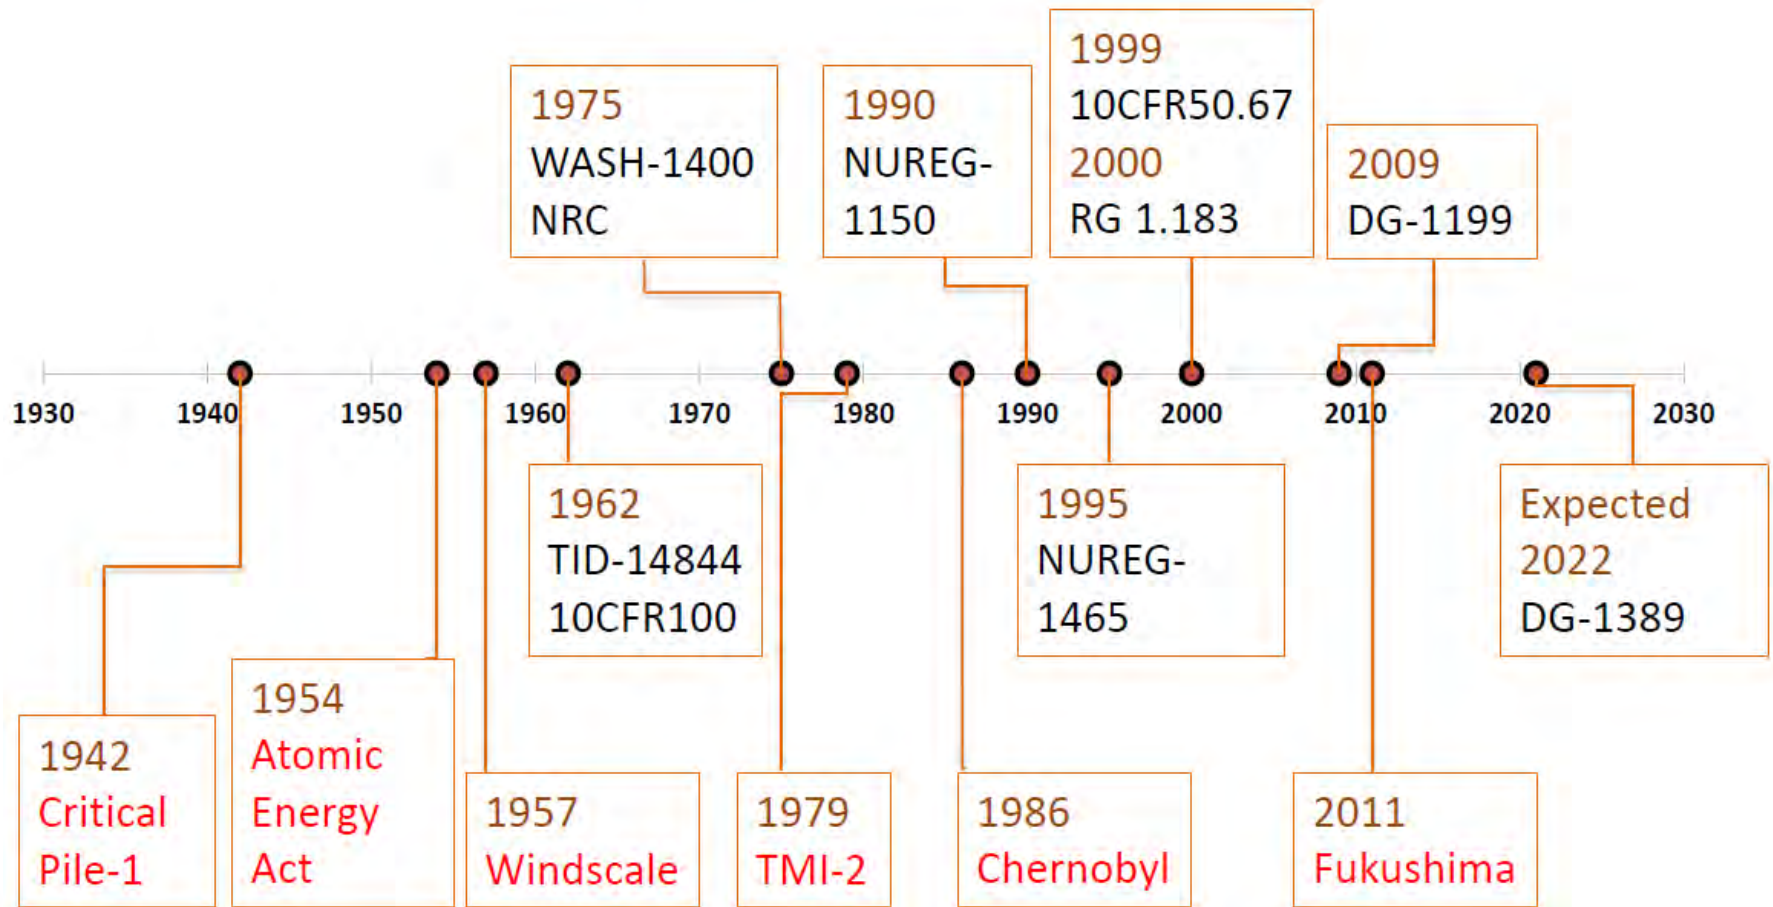 1975
WASH-1400
NRC
1990
NUREG-
1150
1999
10CFR50.67
2000
RG 1.183
2009
DG-1199
1930
1940
1950
1960
1970
1980
1990
2000
2010
2020
2030
1942
Critical
Pile-1
1954
Atomic
Energy
Act
1957
Windscale
1962
TID-14844
10CFR100
1979
TMI-2
1986
Chernobyl
1995
NUREG-
1465
2011
Fukushima
Expected
2022
DG-1389